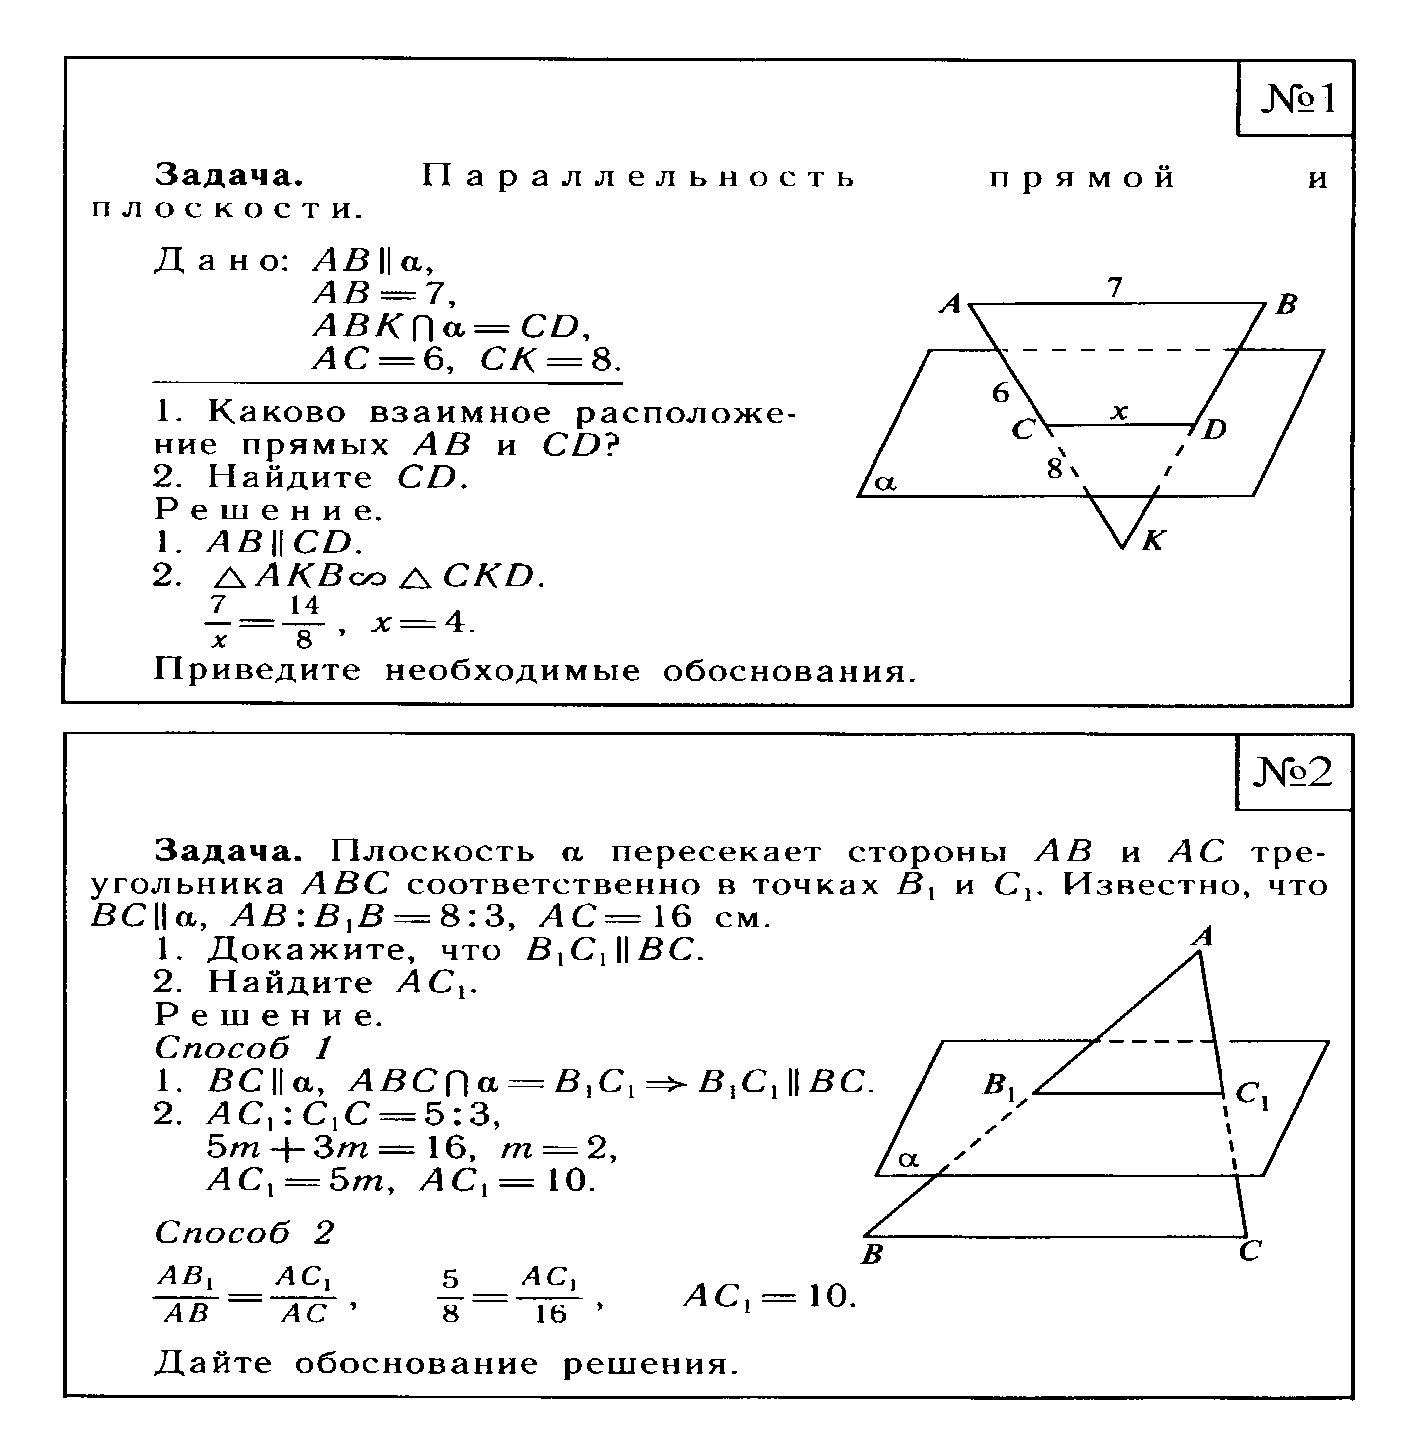 №1
Задача. Параллельность прямой и
плоскости.
Дано: AB∥α,
AB=7,
ABK⋂α=CD,
AC=6, CK=8.
1. Каково взаимное расположе-
ние прямых AB и CD?
2. Найдите CD.
Решение.
1. AB∥CD.
2. △AKB∽△CKD.
7/x=14/8, x=4.
Приведите необходимые обоснования.
A 7 B
6
C x D
8
α
K
№2
Задача. Плоскость α пересекает стороны AB и AC тре-
угольника ABC соответственно в точках B₁ и C₁. Известно, что
BC∥α, AB:B₁B=8:3, AC=16 см.
1. Докажите, что B₁C₁∥BC.
2. Найдите AC₁.
Решение.
Способ 1
1. BC∥α, ABC⋂α=B₁C₁⇒B₁C₁∥BC.
2. AC₁:C₁C=5:3,
5m+3m=16, m=2,
AC₁=5m, AC₁=10.
Способ 2
AB₁/AB=AC₁/AC, 5/8=AC₁/16, AC₁=10.
Дайте обоснование решения.
A
B₁ C₁
α
B C